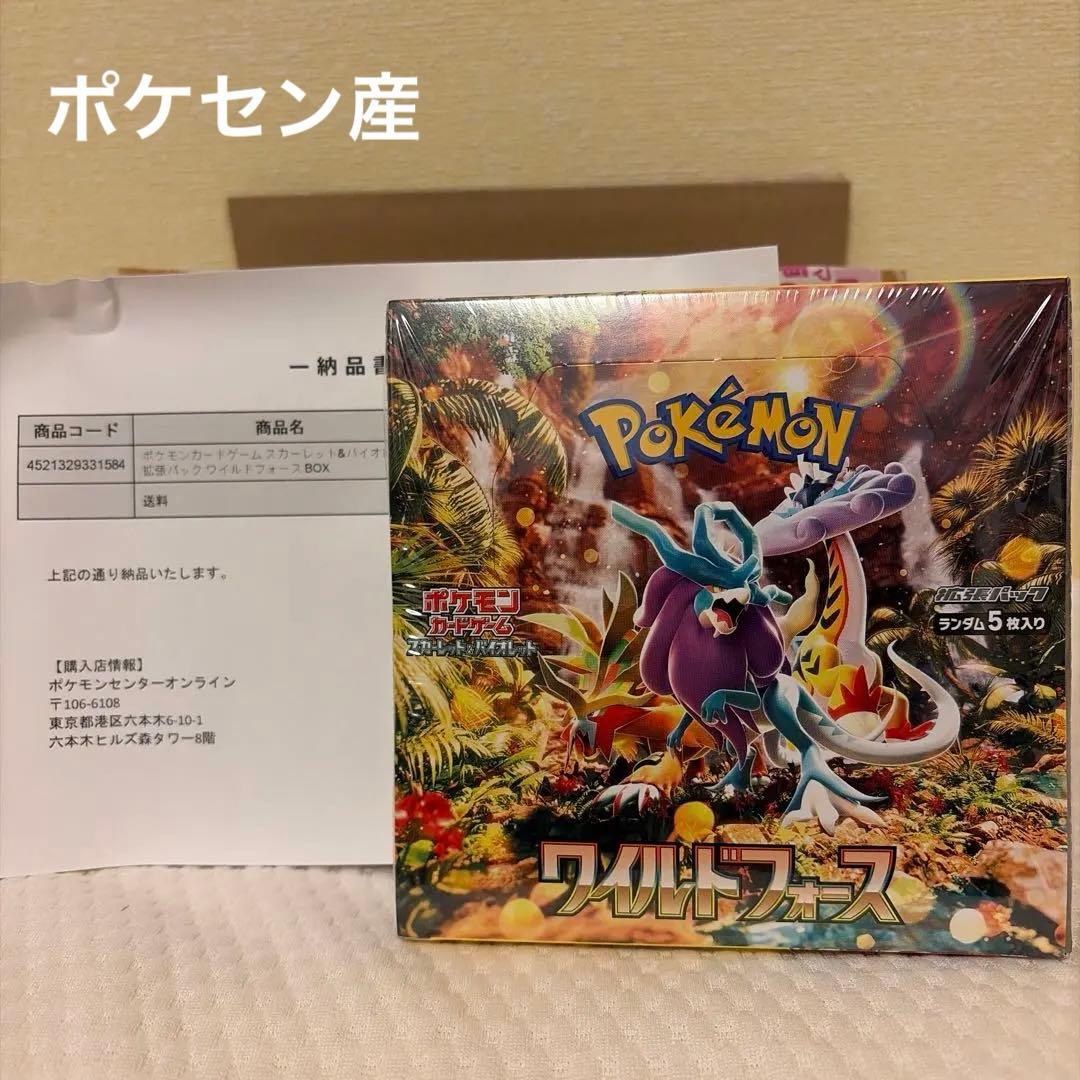 ポケセン産
一納品書
商品コード
商品名
4521329331584
ポケモンカードゲーム スカーレット&バイオレ
拡張パック ワイルドフォース BOX
送料
上記の通り納品いたします。
【購入店情報】
ポケモンセンターオンライン
〒106-6108
東京都港区六本木6-10-1
六本木ヒルズ森タワー8階
POKéMON
ポケモン
カードゲーム
スカーレット&バイオレット
拡張パック
ランダム5枚入り
ワイルドフォース